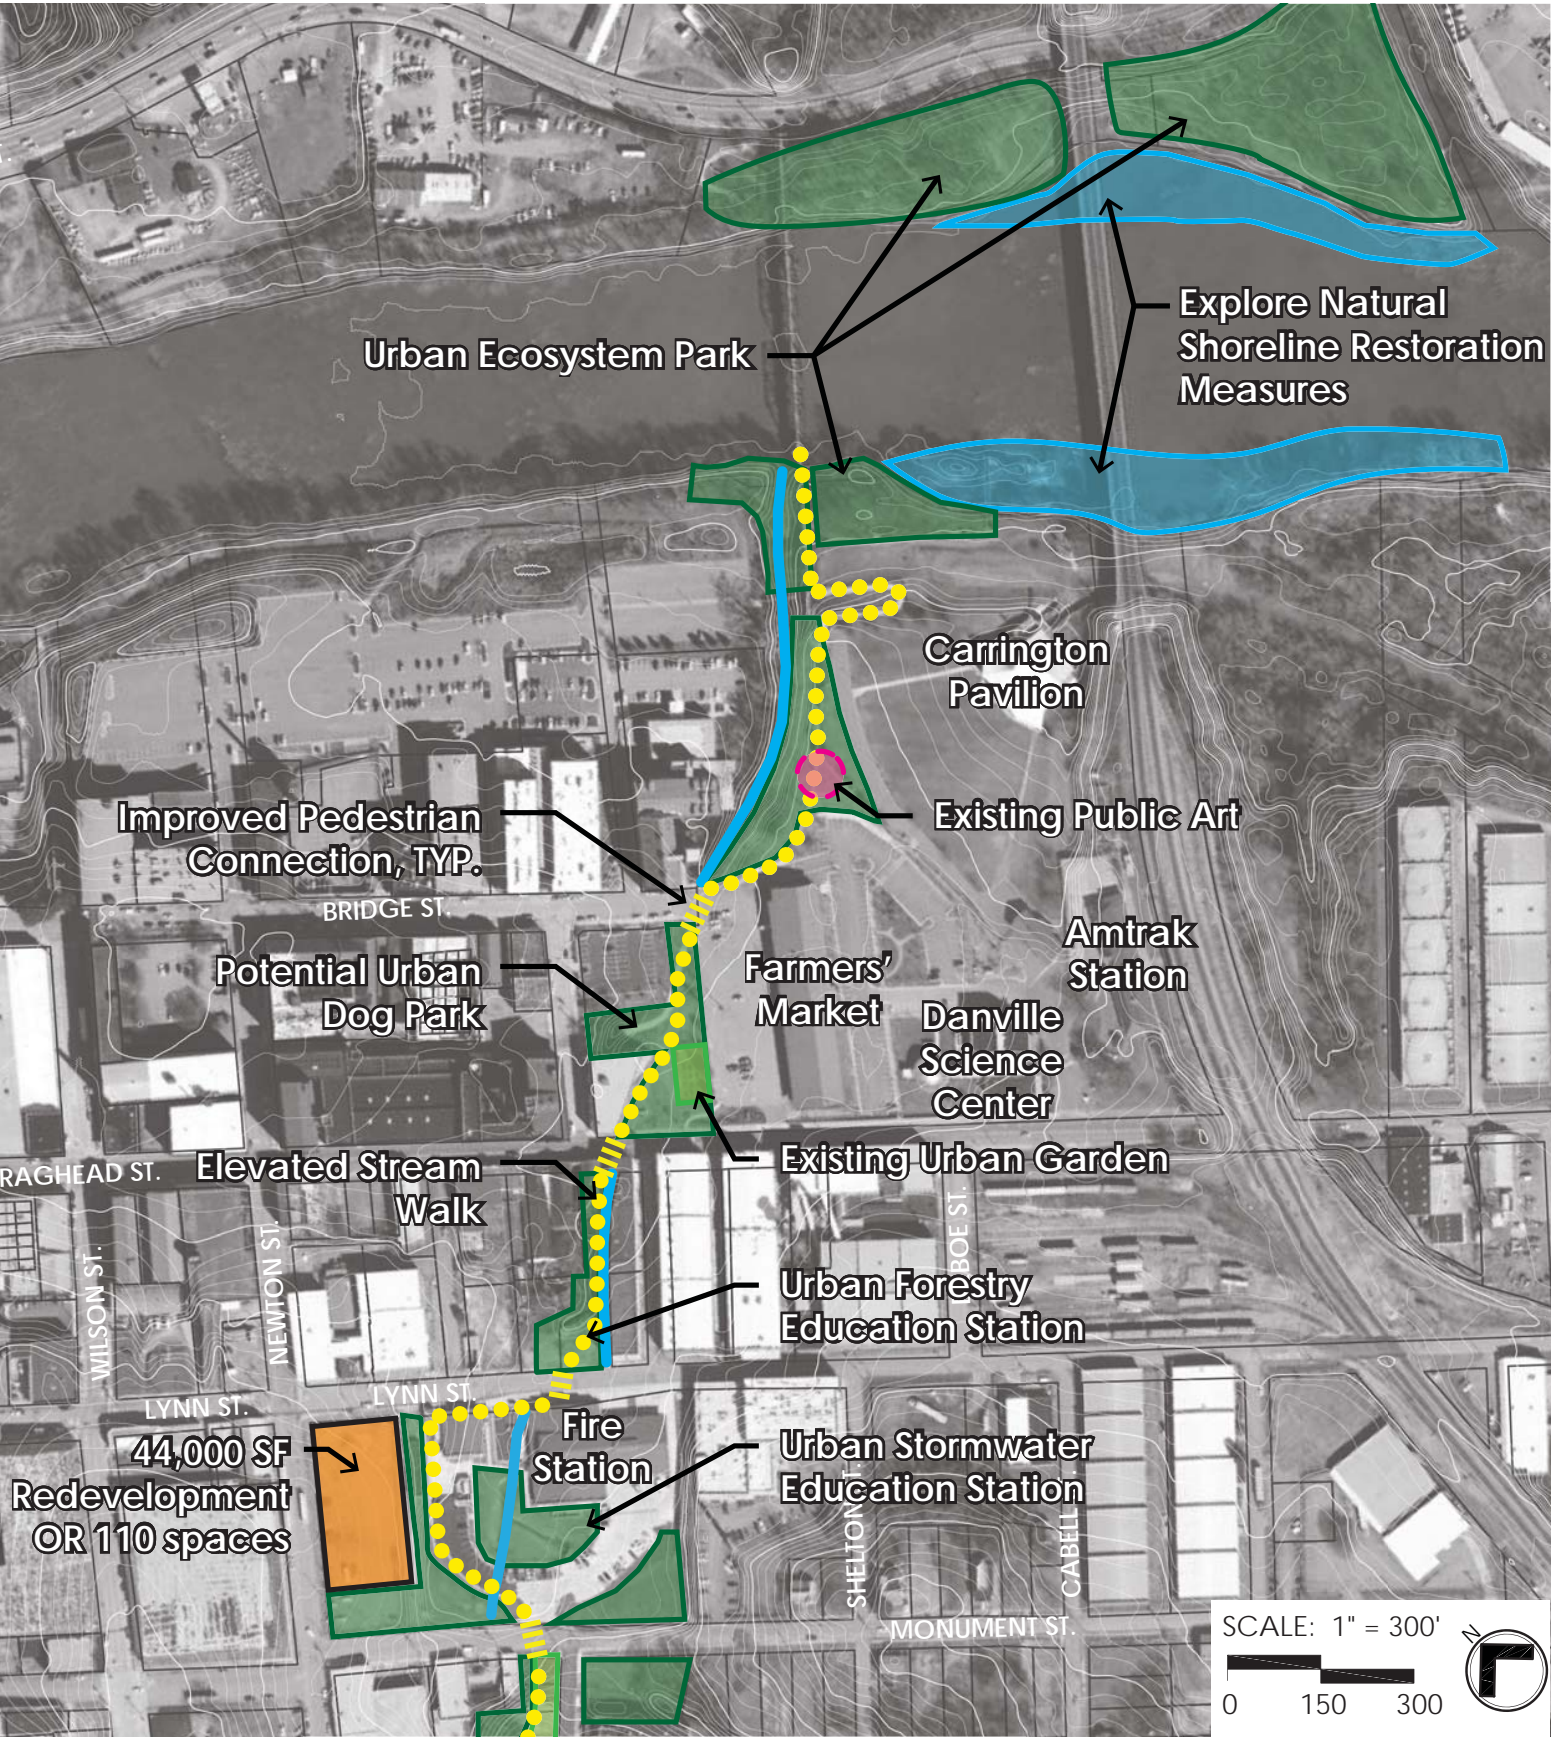 Urban Ecosystem Park
Explore Natural
Shoreline Restoration
Measures
Carrington
Pavilion
Improved Pedestrian
Connection, TYP.
Existing Public Art
BRIDGE ST.
Potential Urban
Dog Park
Farmers'
Market
Amtrak
Station
Danville
Science
Center
Existing Urban Garden
RAGHEAD ST.
Elevated Stream
Walk
WILSON ST.
NEWTON ST.
BOE ST.
Urban Forestry
Education Station
LYNN ST.
LYNN ST.
44,000 SF
Redevelopment
OR 110 spaces
Fire
Station
Urban Stormwater
Education Station
SHELTON ST.
CABELL
MONUMENT ST.
SCALE: 1" = 300'
0 150 300
N